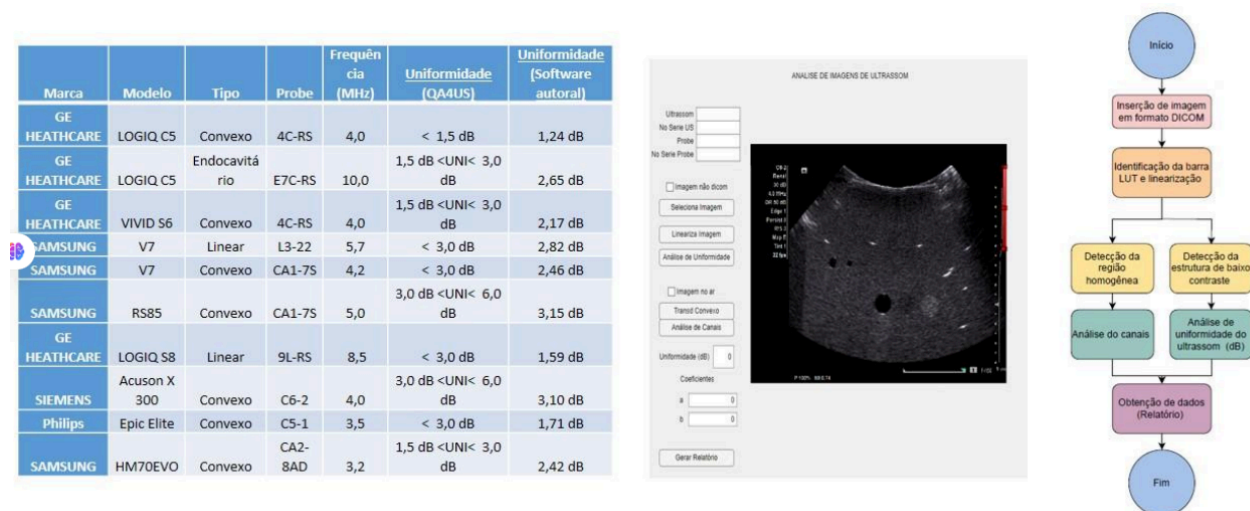 Marca
Modelo
Tipo
Probe
Frequên
cia
(MHz)
Uniformidade
(QA4US)
Uniformidade
(Software
autoral)
GE
HEATHCARE
LOGIQ C5
Convexo
4C-RS
4,0
< 1,5 dB
1,24 dB
GE
HEATHCARE
LOGIQ C5
Endocavitá
rio
E7C-RS
10,0
1,5 dB <UNI< 3,0
dB
2,65 dB
GE
HEATHCARE
VIVID S6
Convexo
4C-RS
4,0
1,5 dB <UNI< 3,0
dB
2,17 dB
SAMSUNG
V7
Linear
L3-22
5,7
< 3,0 dB
2,82 dB
SAMSUNG
V7
Convexo
CA1-7S
4,2
< 3,0 dB
2,46 dB
SAMSUNG
RS85
Convexo
CA1-7S
5,0
3,0 dB <UNI< 6,0
dB
3,15 dB
GE
HEATHCARE
LOGIQ S8
Linear
9L-RS
8,5
< 3,0 dB
1,59 dB
SIEMENS
Acuson X
300
Convexo
C6-2
4,0
3,0 dB <UNI< 6,0
dB
3,10 dB
Philips
Epic Elite
Convexo
C5-1
3,5
< 3,0 dB
1,71 dB
SAMSUNG
HM70EVO
Convexo
CA2-
8AD
3,2
1,5 dB <UNI< 3,0
dB
2,42 dB
ANALISE DE IMAGENS DE ULTRASSOM
Ultrassom
No Serie US
Probe
No Serie Probe
Imagem não dicom
Seleciona Imagem
Lineariza Imagem
Análise de Uniformidade
Imagem no ar
Transd Convexo
Análise de Canais
Uniformidade (dB) 0
Coeficientes
a 0
b 0
Gerar Relatório
Início
Inserção de imagem
em formato DICOM
Identificação da barra
LUT e linearização
Detecção da
região
homogênea
Detecção da
estrutura de baixo
contraste
Análise do canais
Análise de
uniformidade do
ultrassom (dB)
Obtenção de dados
(Relatório)
Fim